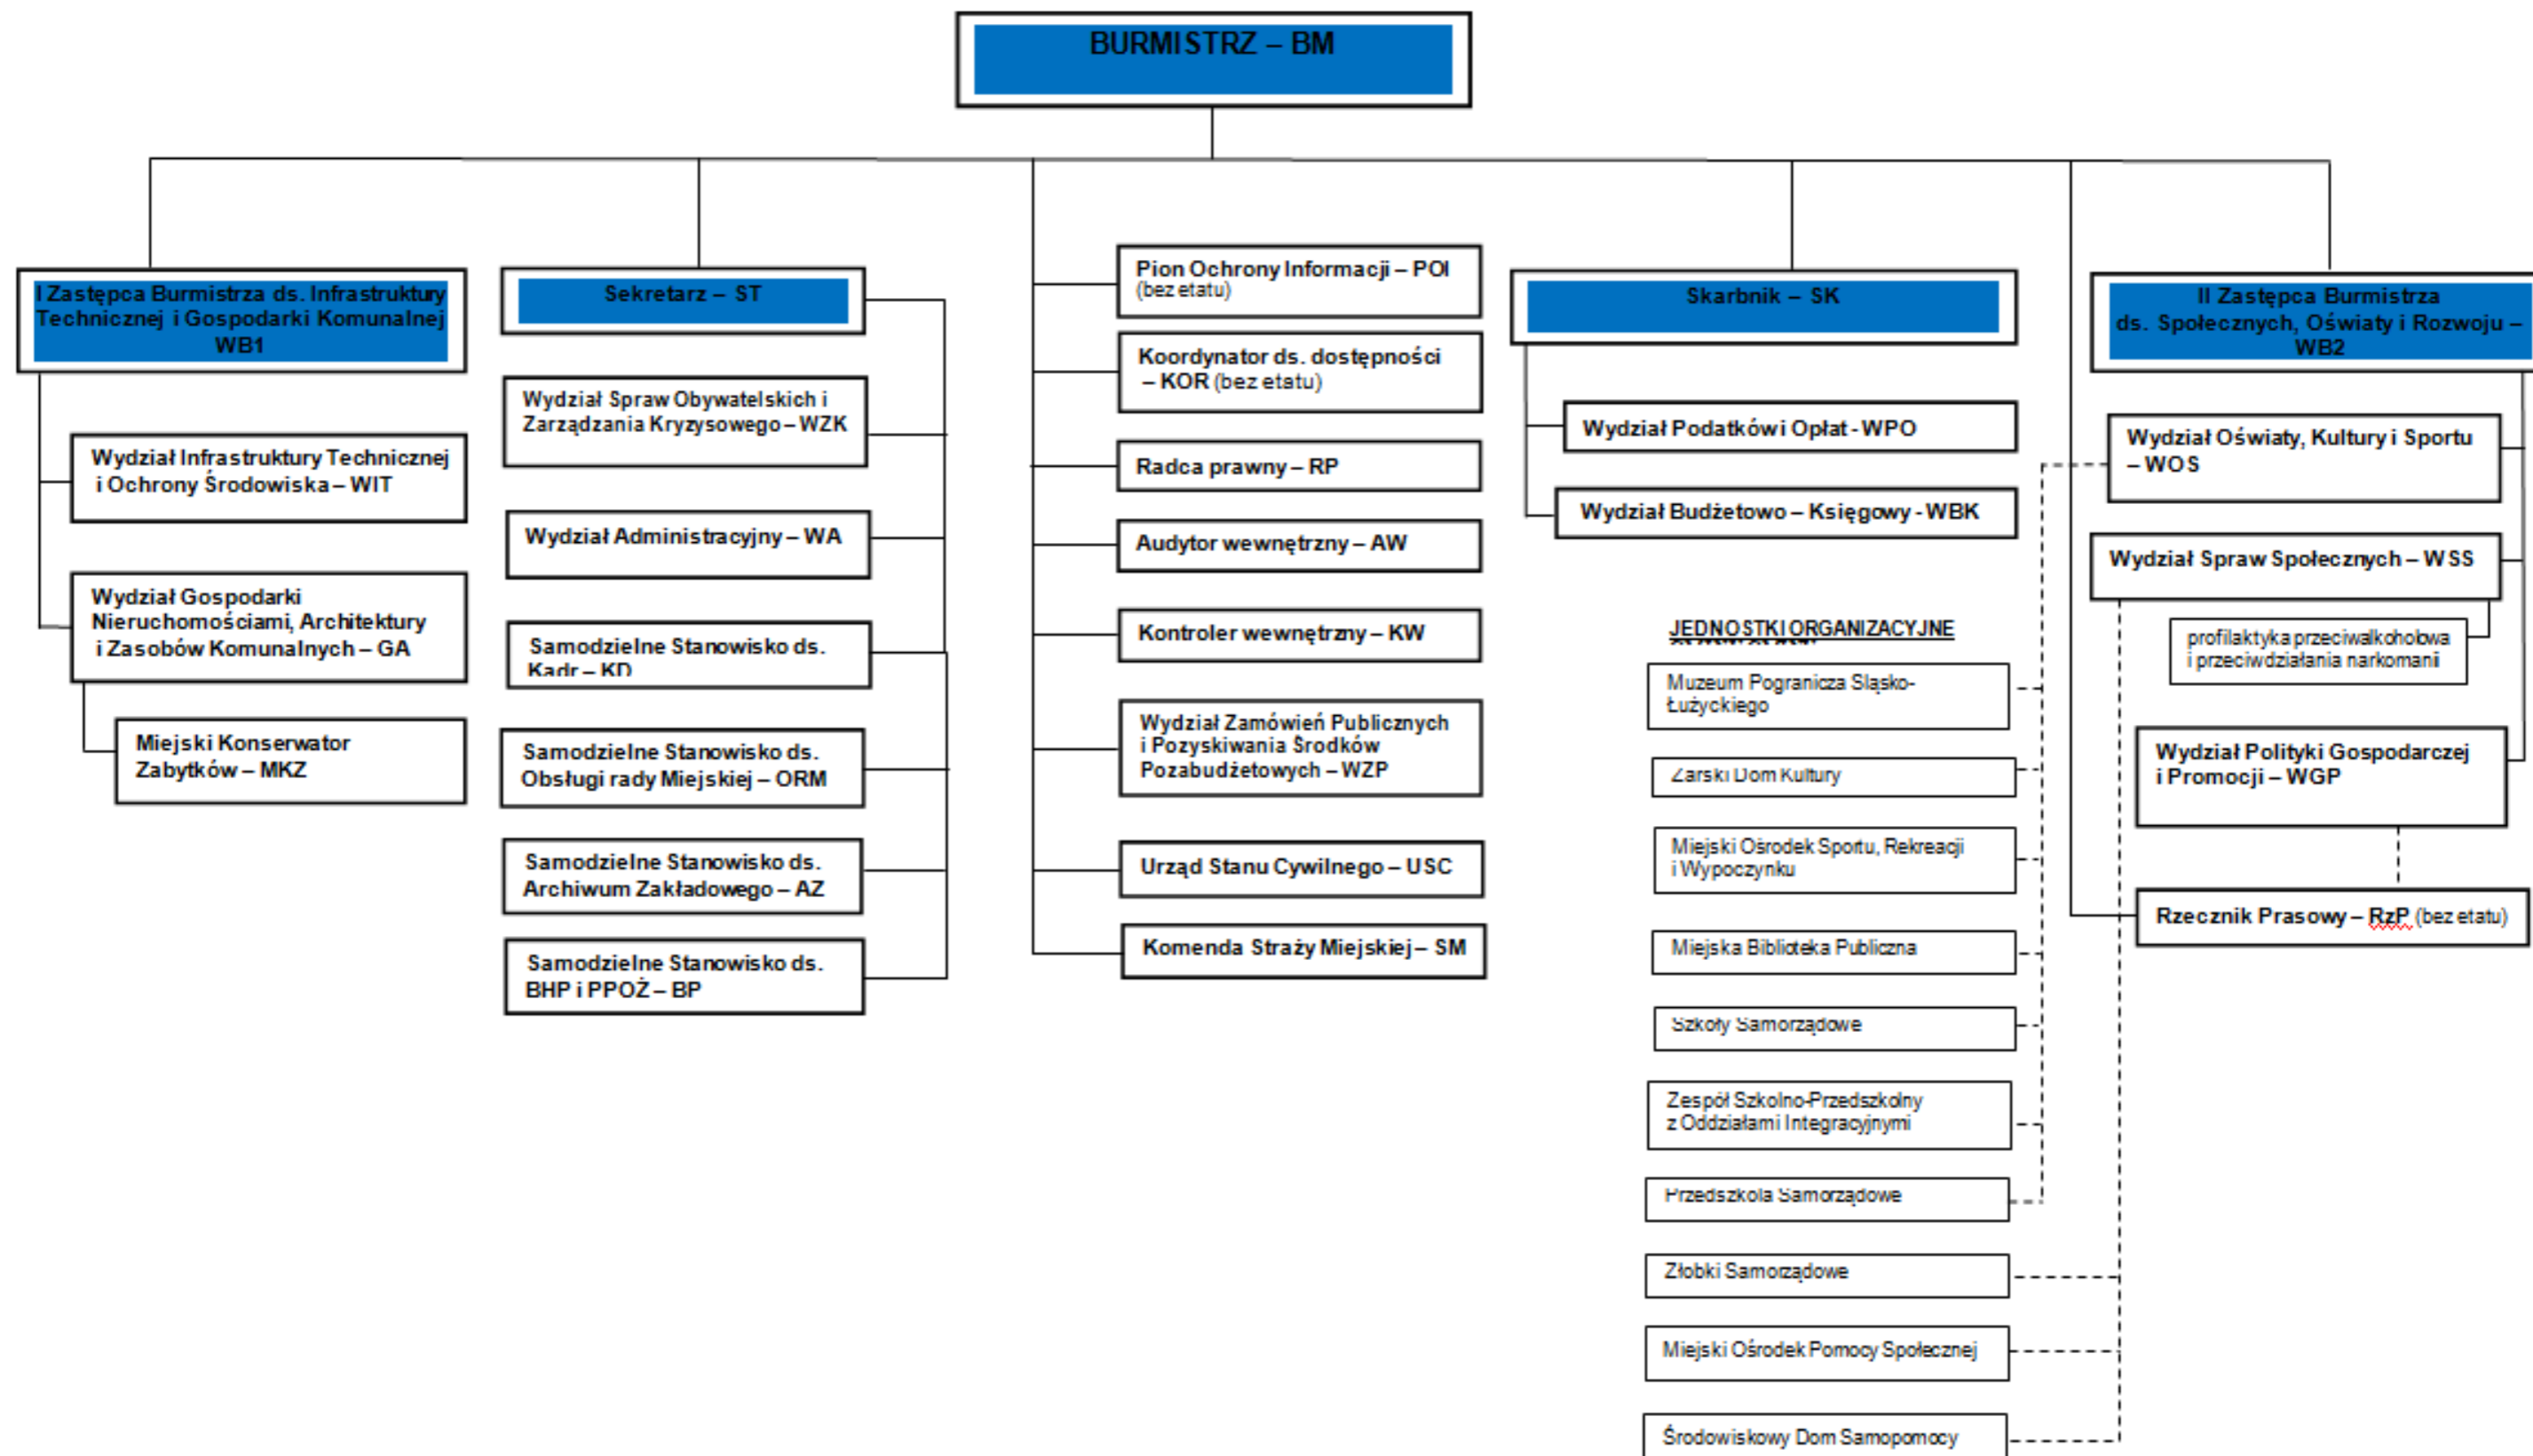 BURMISTRZ – BM
I Zastępca Burmistrza ds. Infrastruktury
Technicznej i Gospodarki Komunalnej
WB1
Wydział Infrastruktury Technicznej
i Ochrony Środowiska – WIT
Wydział Gospodarki
Nieruchomościami, Architektury
i Zasobów Komunalnych – GA
Miejski Konserwator
Zabytków – MKZ
Sekretarz – ST
Wydział Spraw Obywatelskich i
Zarządzania Kryzysowego – WZK
Wydział Administracyjny – WA
Samodzielne Stanowisko ds.
Kadr – KD
Samodzielne Stanowisko ds.
Obsługi rady Miejskiej – ORM
Samodzielne Stanowisko ds.
Archiwum Zakładowego – AZ
Samodzielne Stanowisko ds.
BHP i PPOŻ – BP
Pion Ochrony Informacji – POI
(bez etatu)
Koordynator ds. dostępności
– KOR (bez etatu)
Radca prawny – RP
Audytor wewnętrzny – AW
Kontroler wewnętrzny – KW
Wydział Zamówień Publicznych
i Pozyskiwania Środków
Pozabudżetowych – WZP
Urząd Stanu Cywilnego – USC
Komenda Straży Miejskiej – SM
Skarbnik – SK
Wydział Podatków i Opłat - WPO
Wydział Budżetowo – Księgowy - WBK
JEDNOSTKI ORGANIZACYJNE
Muzeum Pogranicza Śląsko-
Łużyckiego
Żarski Dom Kultury
Miejski Ośrodek Sportu, Rekreacji
i Wypoczynku
Miejska Biblioteka Publiczna
Szkoły Samorządowe
Zespół Szkolno-Przedszkolny
z Oddziałami Integracyjnymi
Przedszkola Samorządowe
Żłobki Samorządowe
Miejski Ośrodek Pomocy Społecznej
Środowiskowy Dom Samopomocy
II Zastępca Burmistrza
ds. Społecznych, Oświaty i Rozwoju –
WB2
Wydział Oświaty, Kultury i Sportu
– WOS
Wydział Spraw Społecznych – WSS
profilaktyka przeciwalkoholowa
i przeciwdziałania narkomanii
Wydział Polityki Gospodarczej
i Promocji – WGP
Rzecznik Prasowy – RzP (bez etatu)